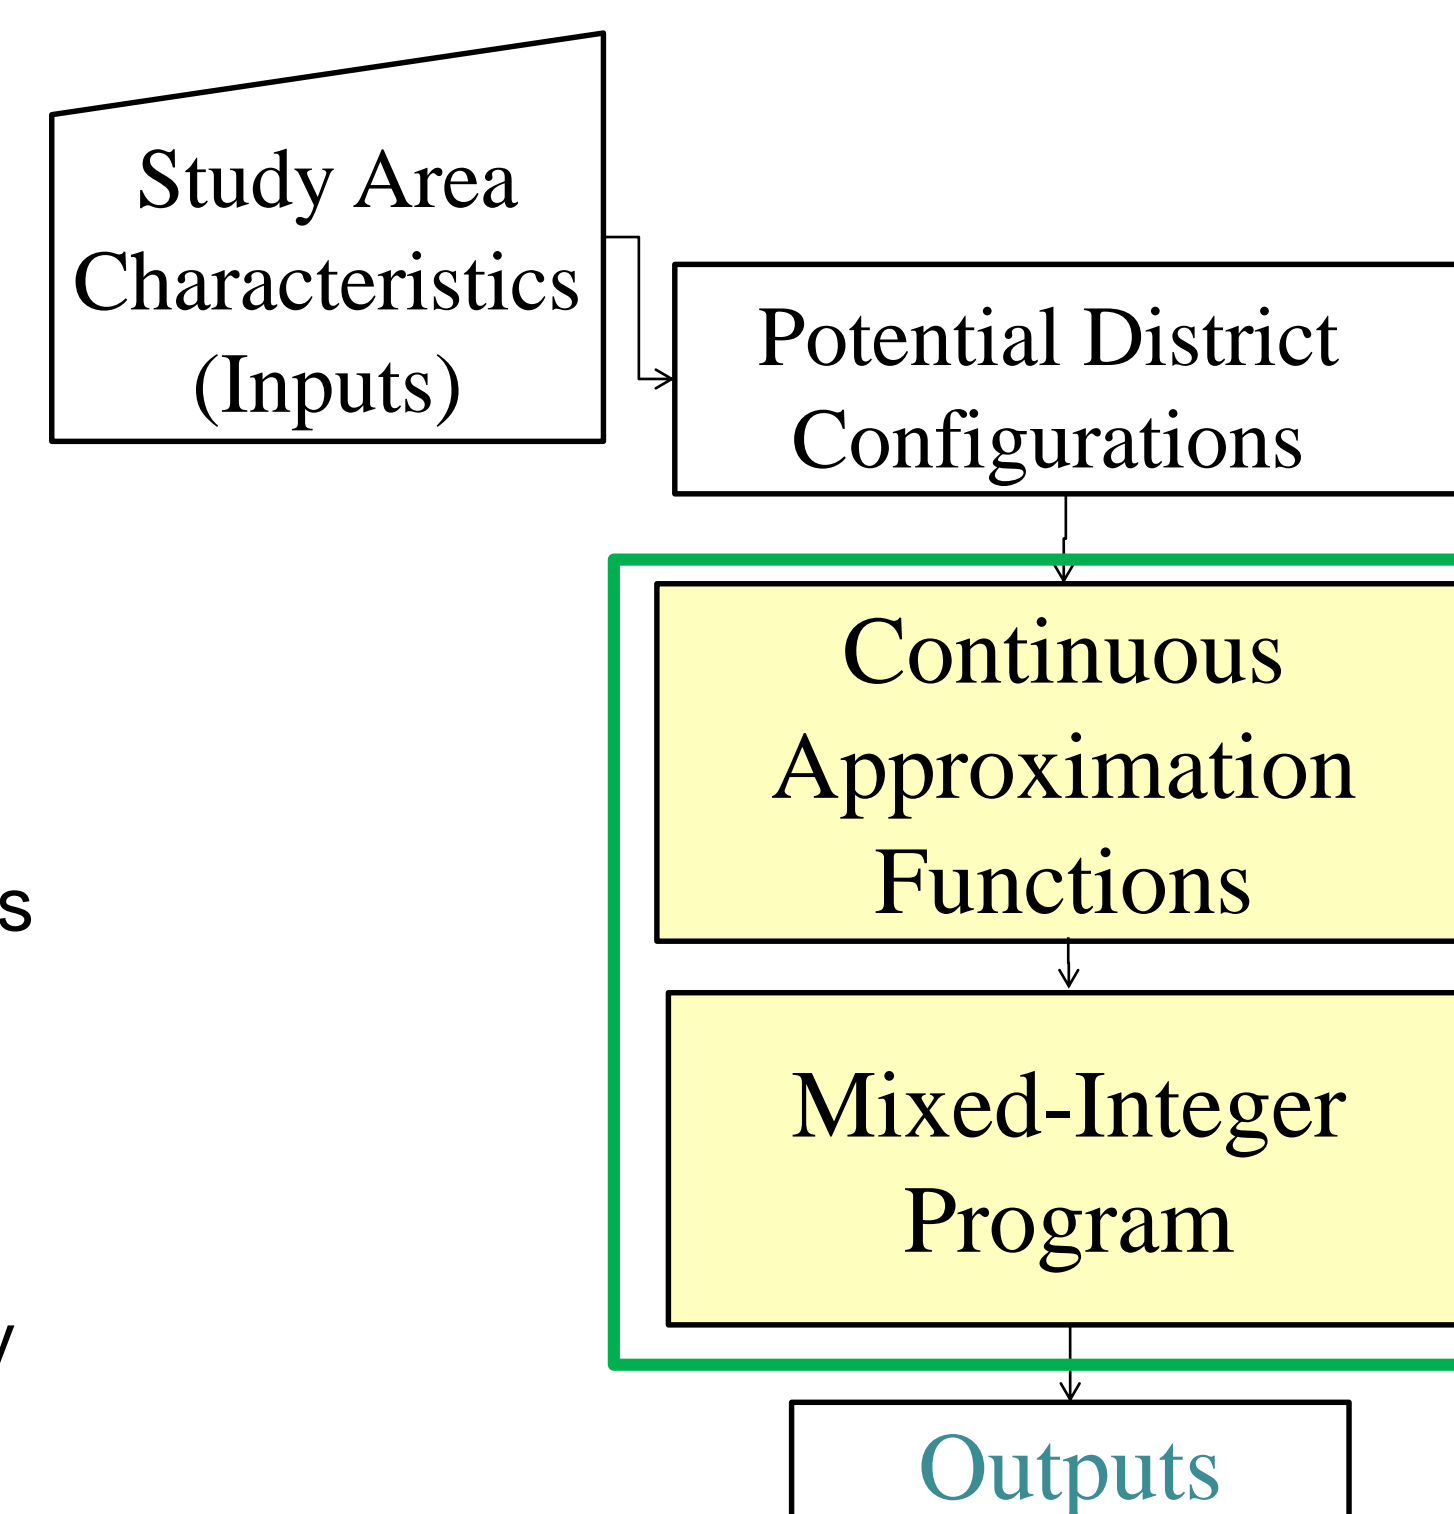 Study Area
Characteristics
(Inputs)
Potential District
Configurations
Continuous
Approximation
Functions
s
Mixed-Integer
Program
y
Outputs